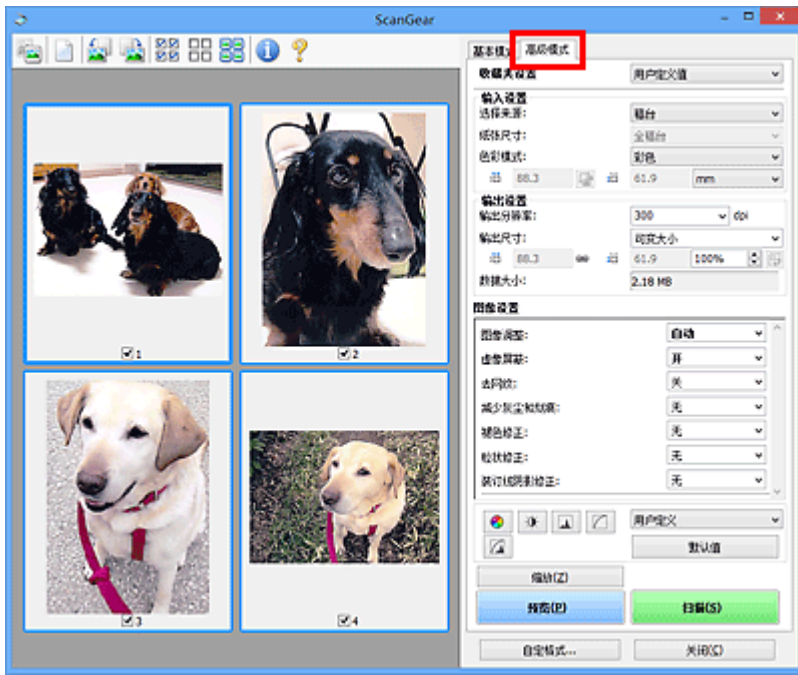 ScanGear
基本模式 高级模式
收藏夹设置 用户定义值
输入设置
选择来源: 稿台
纸张尺寸: 全稿台
色彩模式: 彩色
88.3 61.9 mm
输出设置
输出分辨率: 300 dpi
输出尺寸: 可变大小
88.3 61.9 100%
数据大小: 2.18 MB
图像设置
图像调整: 自动
虚像屏蔽: 开
去网纹: 关
减少灰尘和划痕: 无
褪色修正: 无
粒状修正: 无
装订线阴影修正: 无
用户定义
默认值
缩放(Z)
预览(P) 扫描(S)
自定模式... 关闭(C)
1
2
3
4